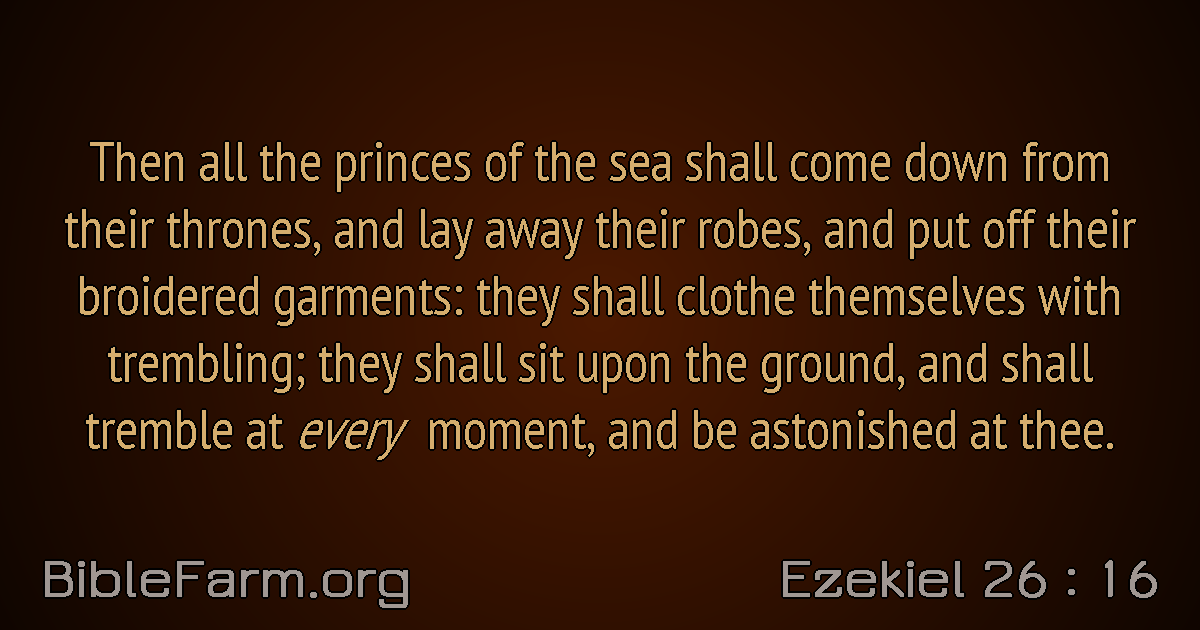 Then all the princes of the sea shall come down from
their thrones, and lay away their robes, and put off their
broidered garments: they shall clothe themselves with
trembling; they shall sit upon the ground, and shall
tremble at every moment, and be astonished at thee.
BibleFarm.org
Ezekiel 26 : 16